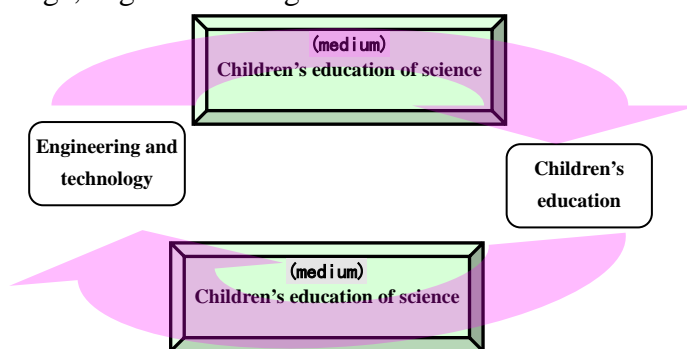 (medium)
Children's education of science
Engineering and
technology
Children's
education
(medium)
Children's education of science